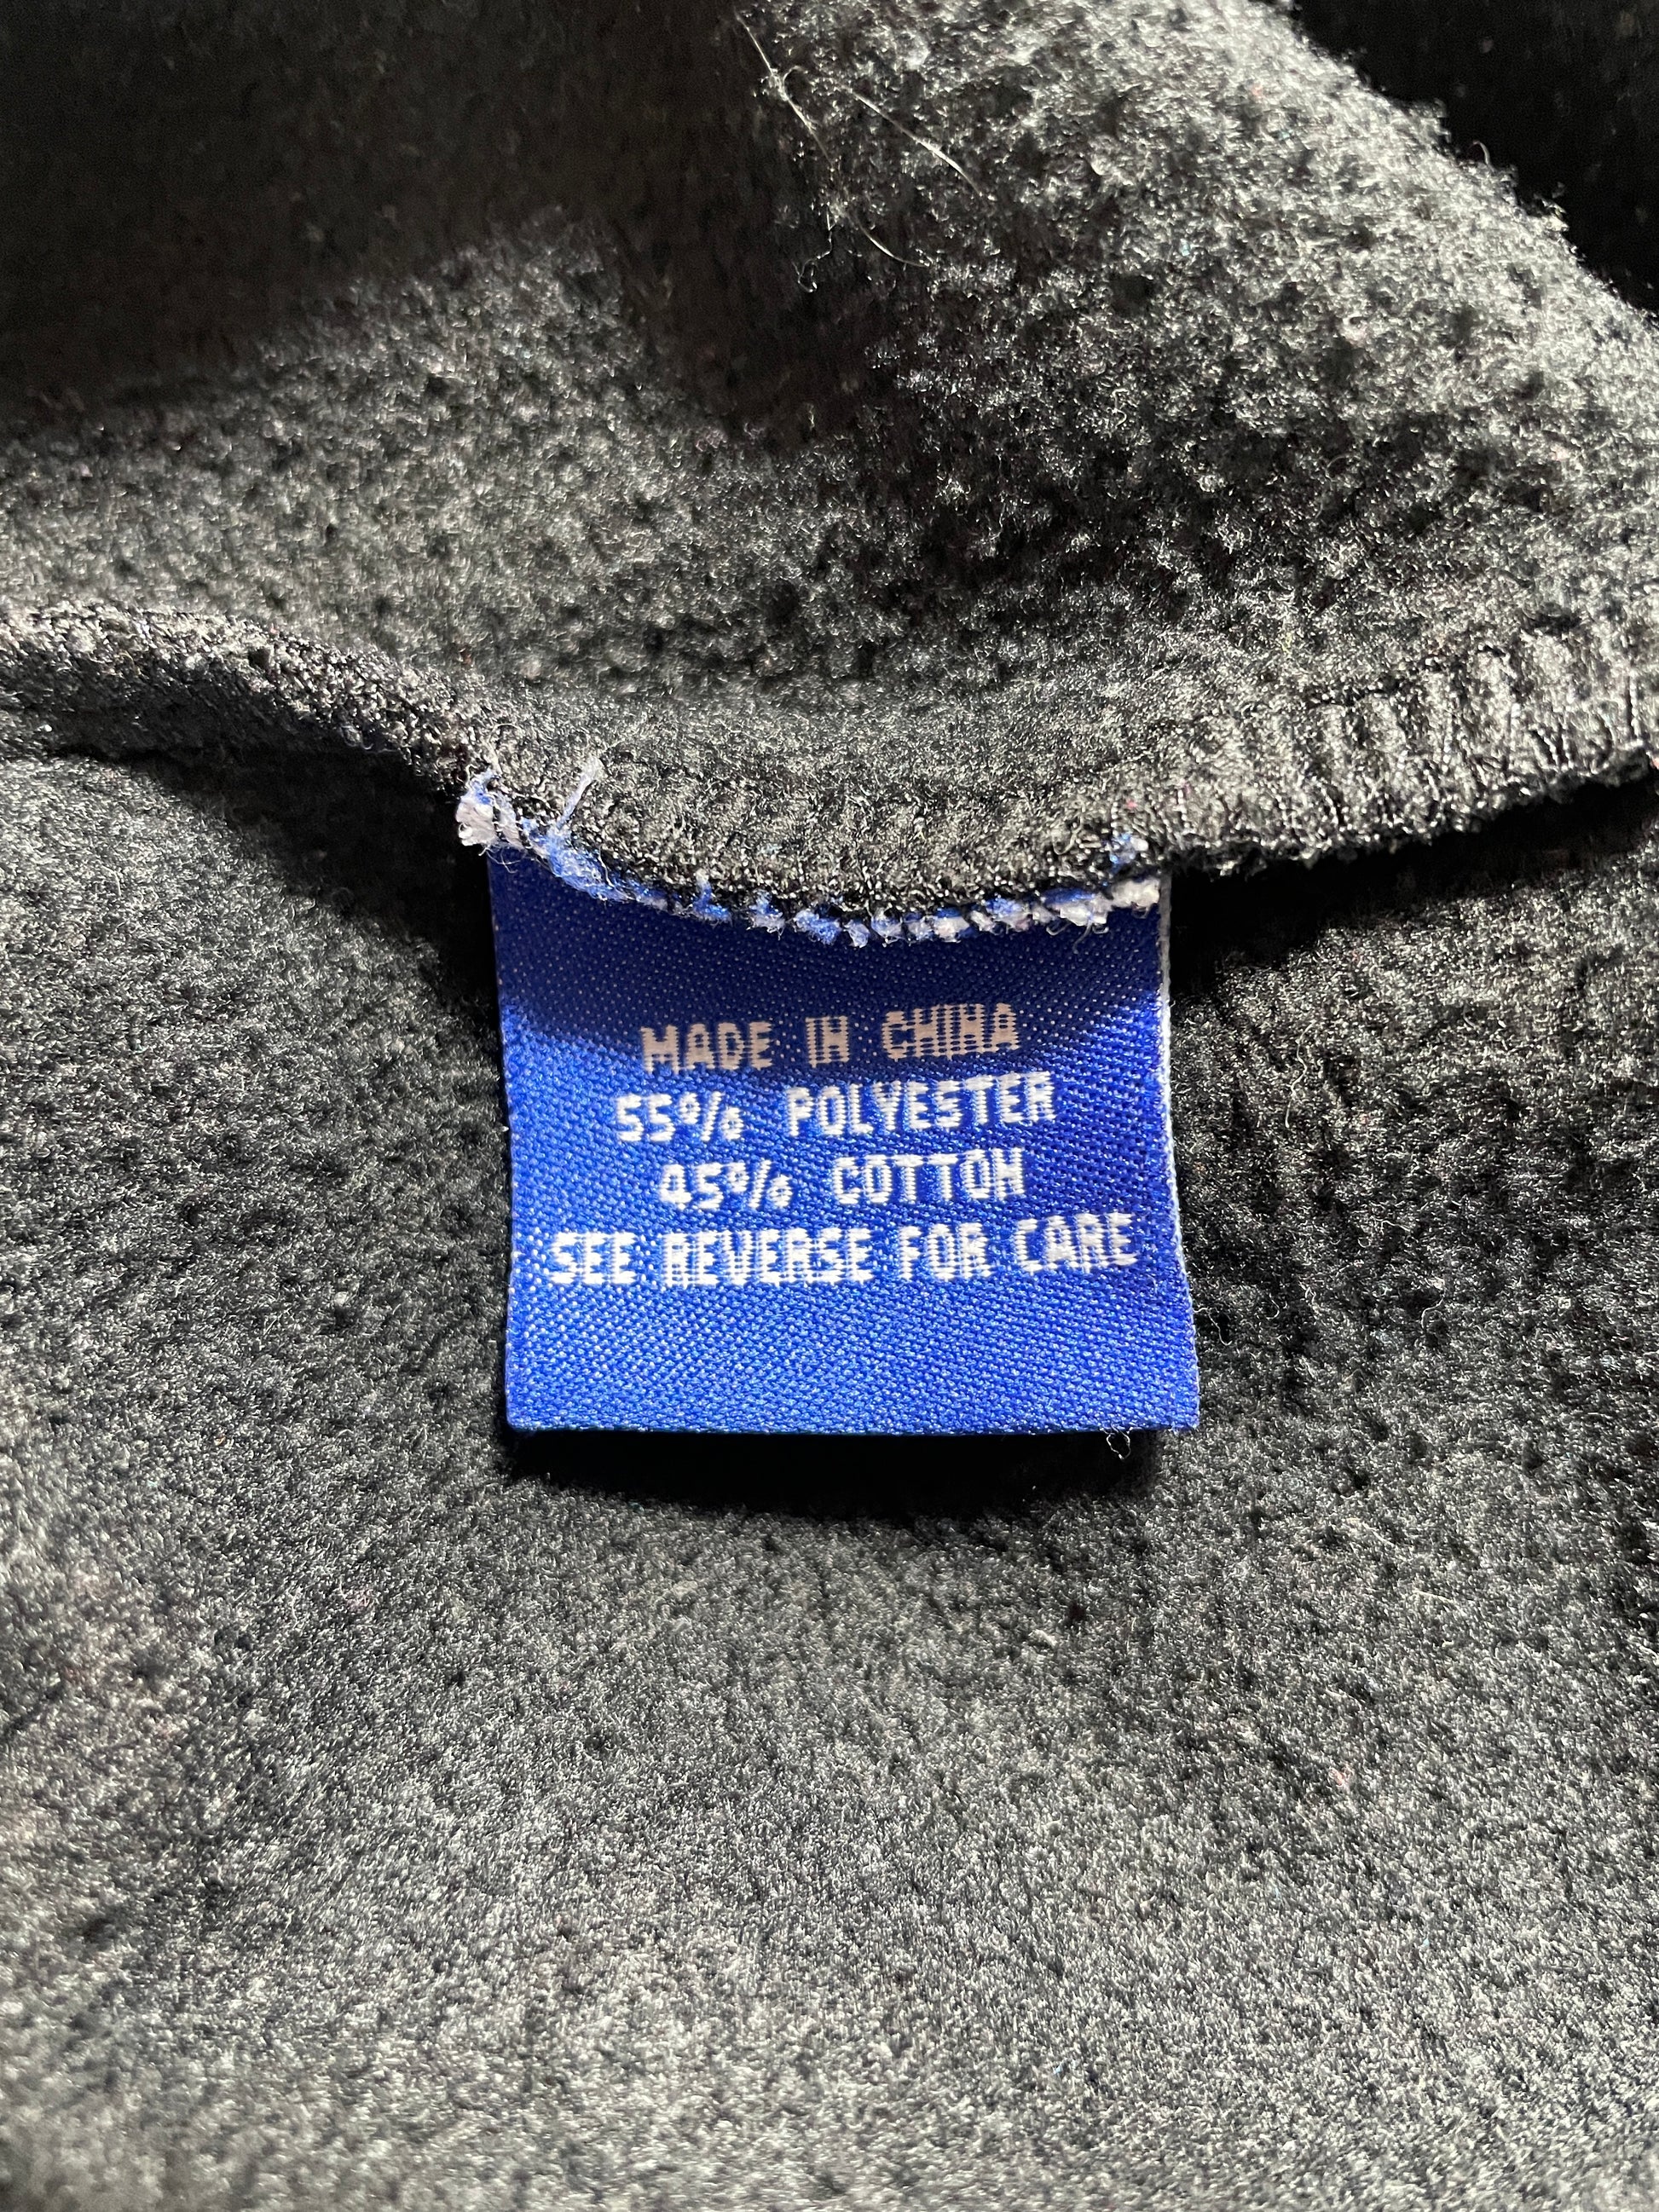 MADE IN CHINA
55% POLYESTER
45% COTTON
SEE REVERSE FOR CARE